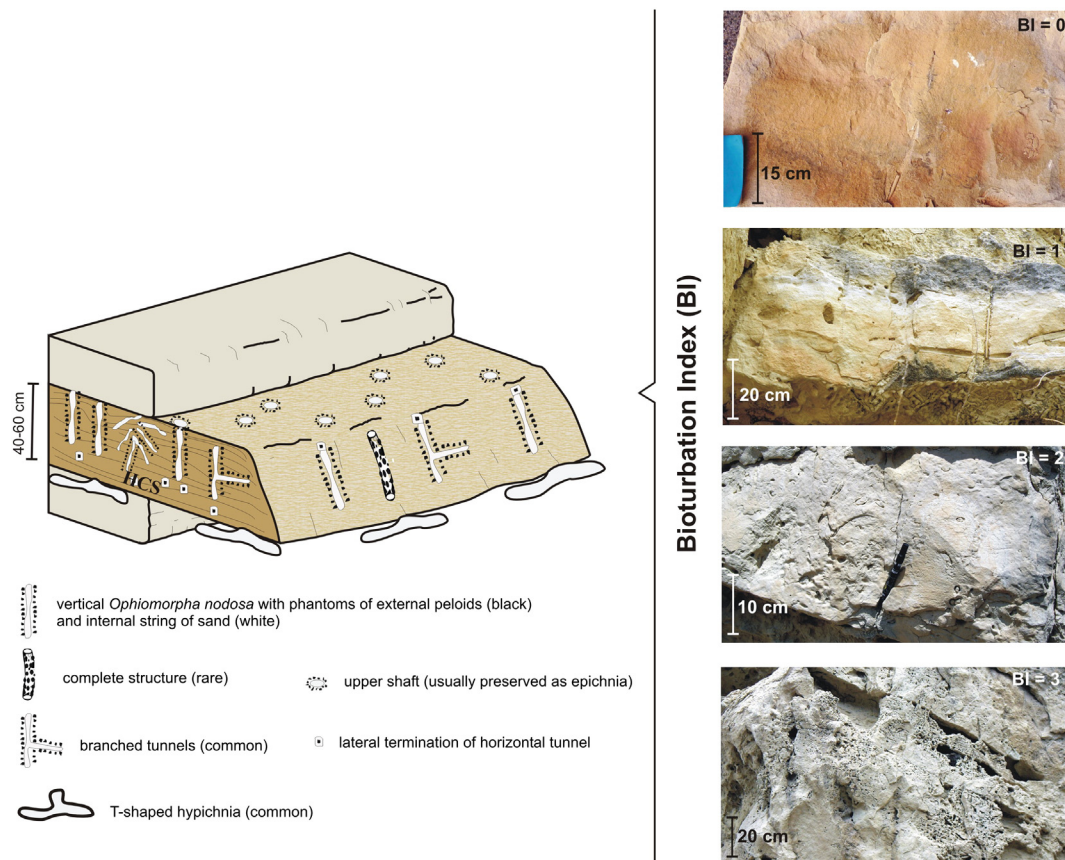 40-60 cm
HCS
vertical Ophiomorpha nodosa with phantoms of external peloids (black)
and internal string of sand (white)
complete structure (rare)
upper shaft (usually preserved as epichnia)
branched tunnels (common)
lateral termination of horizontal tunnel
T-shaped hypichnia (common)
Bioturbation Index (BI)
BI = 0
15 cm
BI = 1
20 cm
BI = 2
10 cm
BI = 3
20 cm